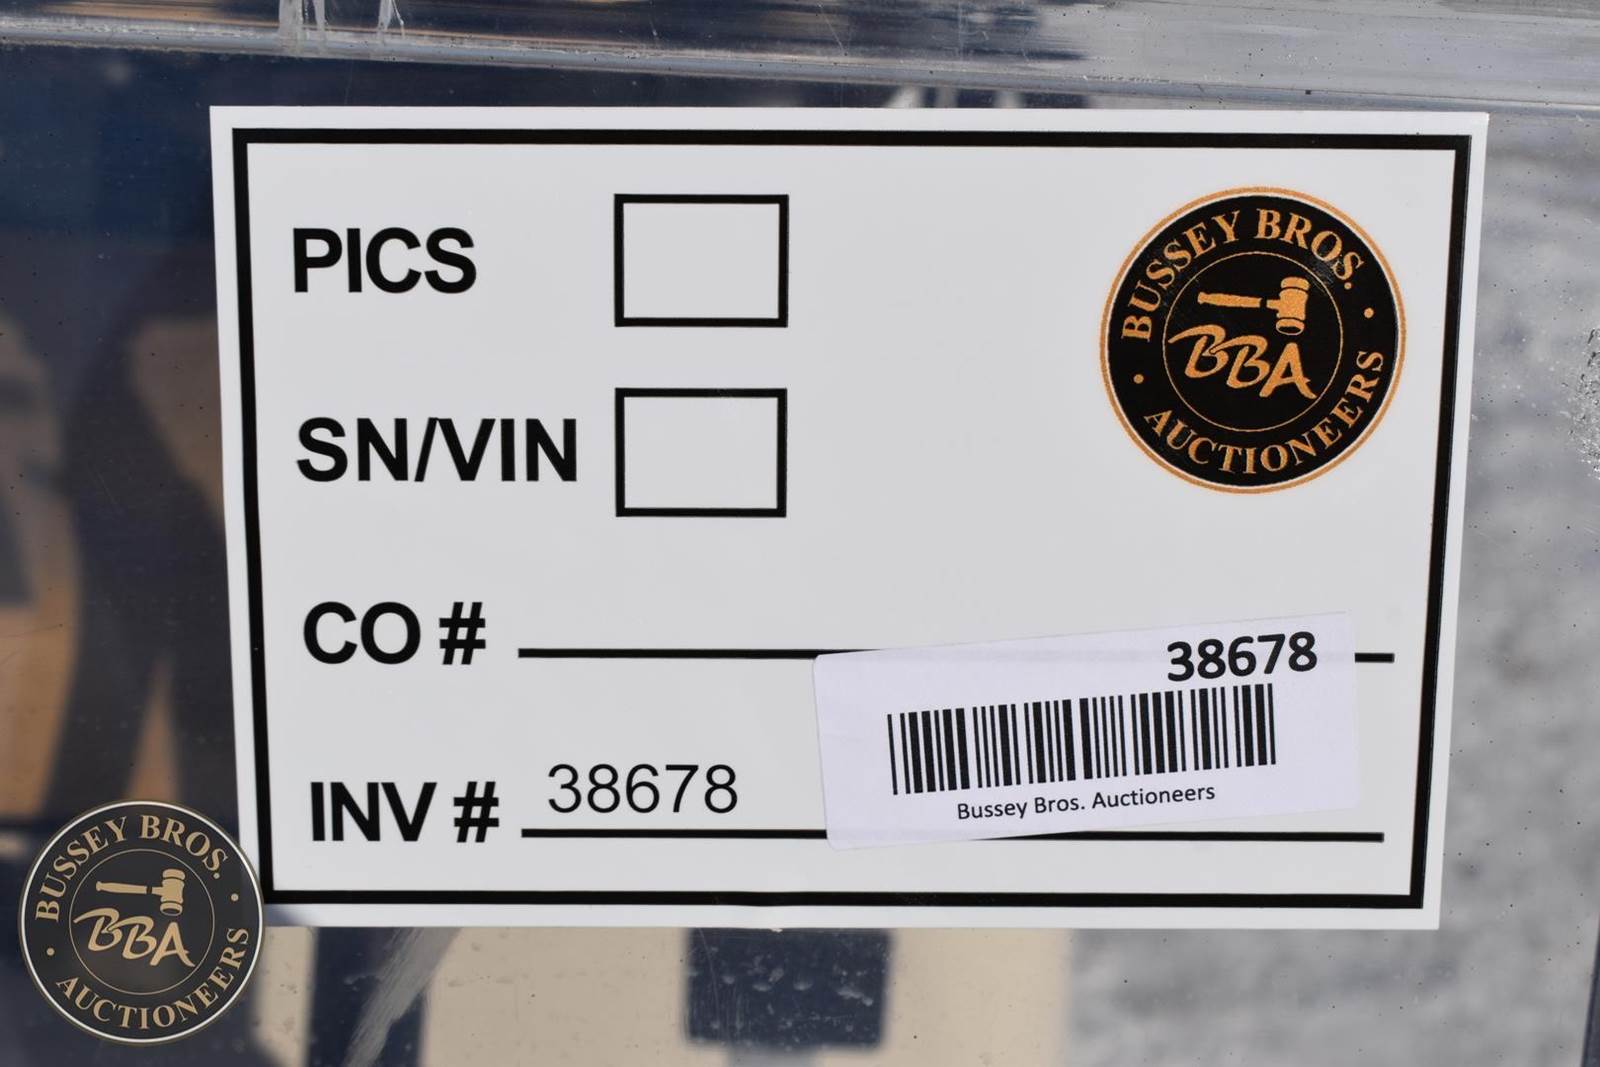 PICS
BUSSEY BROS.
BBA
AUCTIONEERS
SN/VIN
CO #
38678
INV # 38678
Bussey Bros. Auctioneers
BUSSEY BROS.
BBA
AUCTIONEERS